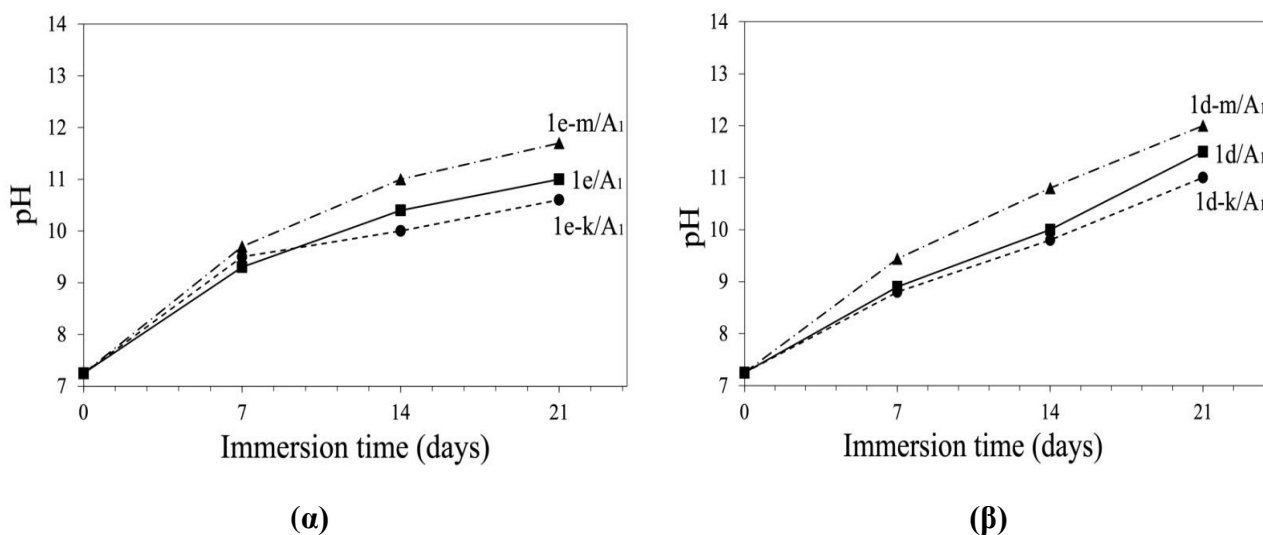 14
13
12
11
10
9
8
7
pH
0 7 14 21
Immersion time (days)
1e-m/A₁
1e/A₁
1e-k/A₁
(α)
14
13
12
11
10
9
8
7
pH
0 7 14 21
Immersion time (days)
1d-m/A₁
1d/A₁
1d-k/A₁
(β)